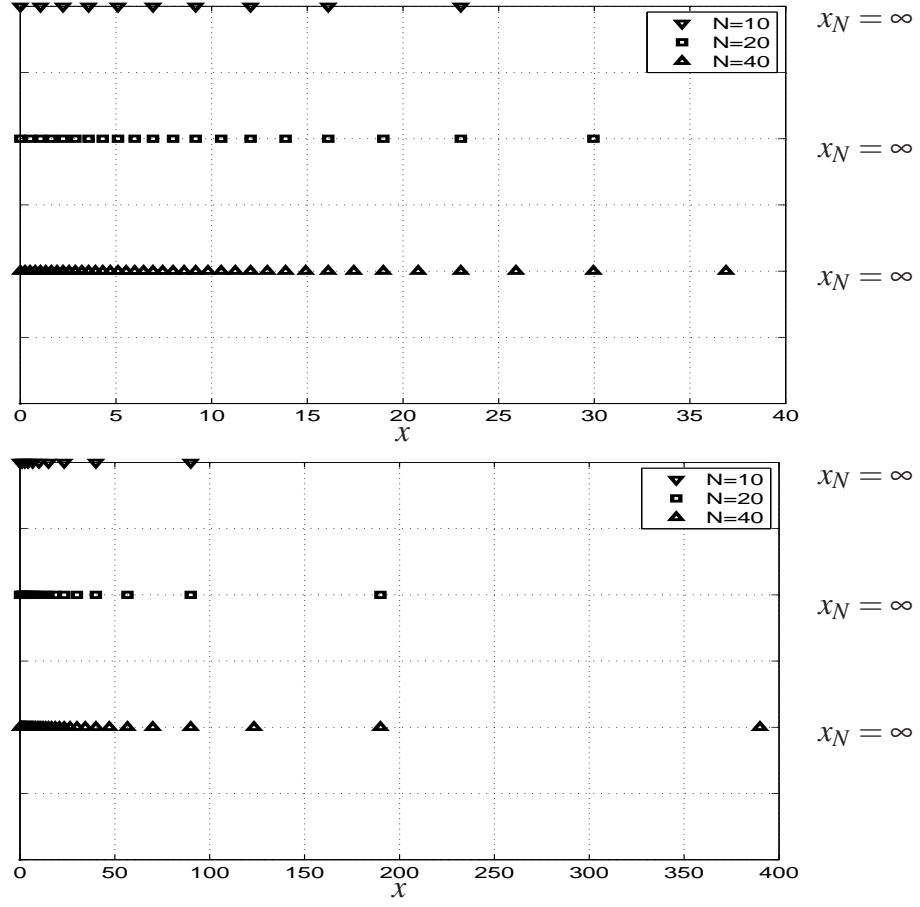 x_N = ∞
N=10
N=20
N=40
x_N = ∞
x_N = ∞
0 5 10 15 20 25 30 35 40
x
x_N = ∞
N=10
N=20
N=40
x_N = ∞
x_N = ∞
0 50 100 150 200 250 300 350 400
x